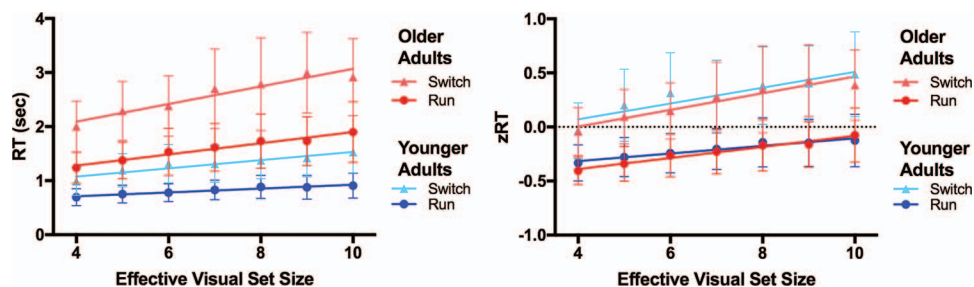 4
3
2
1
0
RT (sec)
4
6
8
10
Effective Visual Set Size
Older
Adults
Switch
Run
Younger
Adults
Switch
Run
1.0
0.5
0.0
-0.5
-1.0
zRT
4
6
8
10
Effective Visual Set Size
Older
Adults
Switch
Run
Younger
Adults
Switch
Run